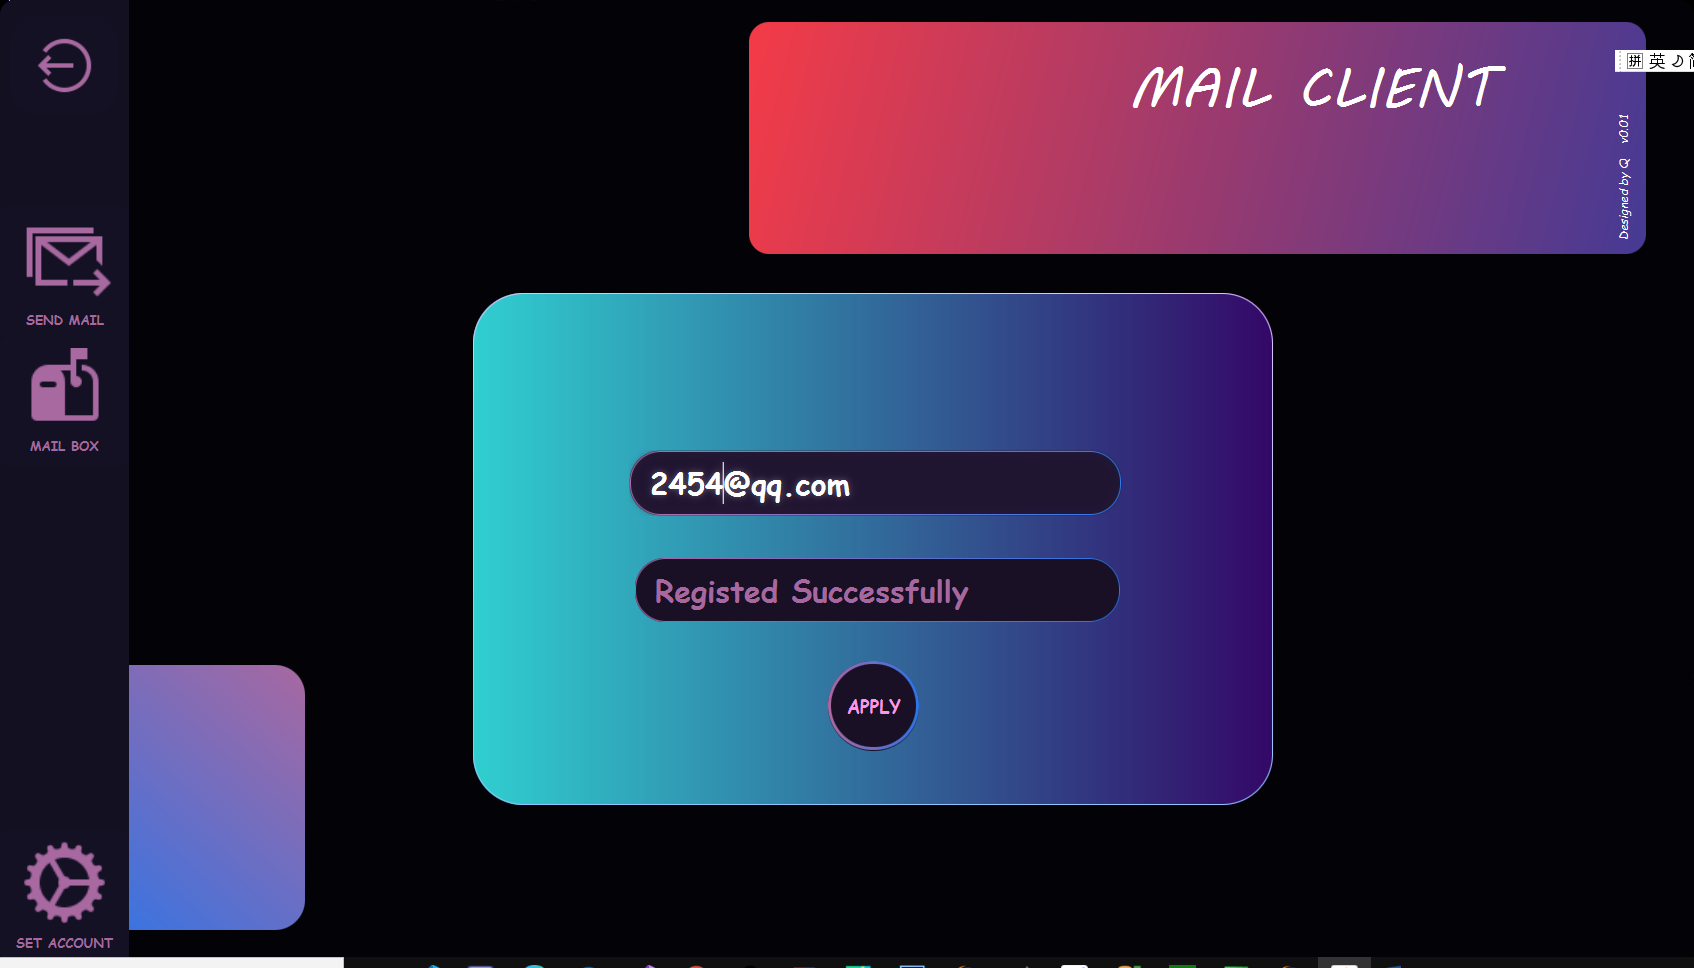 MAIL CLIENT
拼 英
Designed by Q v0.01
SEND MAIL
MAIL BOX
2454@qq.com
Registed Successfully
APPLY
SET ACCOUNT